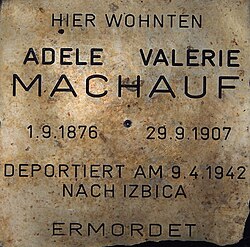 HIER WOHNTEN
ADELE VALERIE
MACHAUF
1.9.1876 29.9.1907
DEPORTIERT AM 9.4.1942
NACH IZBICA
ERMORDET